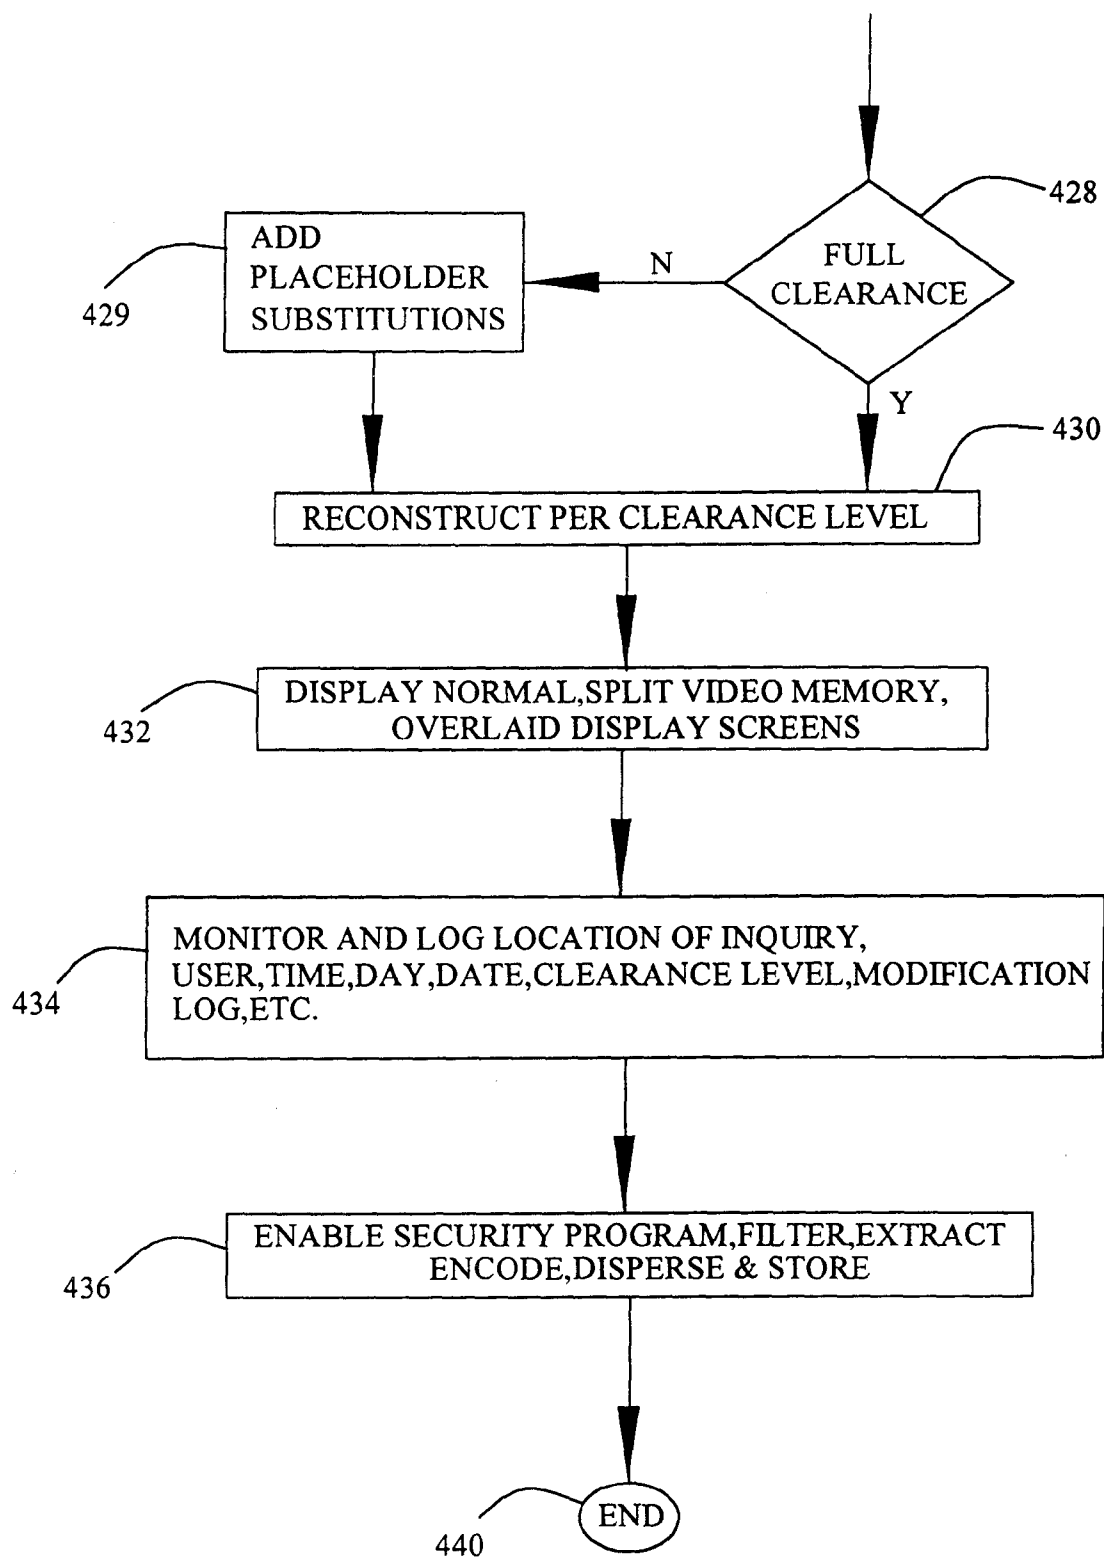 428
FULL
CLEARANCE
N
ADD
PLACEHOLDER
SUBSTITUTIONS
429
Y
430
RECONSTRUCT PER CLEARANCE LEVEL
DISPLAY NORMAL,SPLIT VIDEO MEMORY,
OVERLAID DISPLAY SCREENS
432
MONITOR AND LOG LOCATION OF INQUIRY,
USER,TIME,DAY,DATE,CLEARANCE LEVEL,MODIFICATION
LOG,ETC.
434
ENABLE SECURITY PROGRAM,FILTER,EXTRACT
ENCODE,DISPERSE & STORE
436
END
440